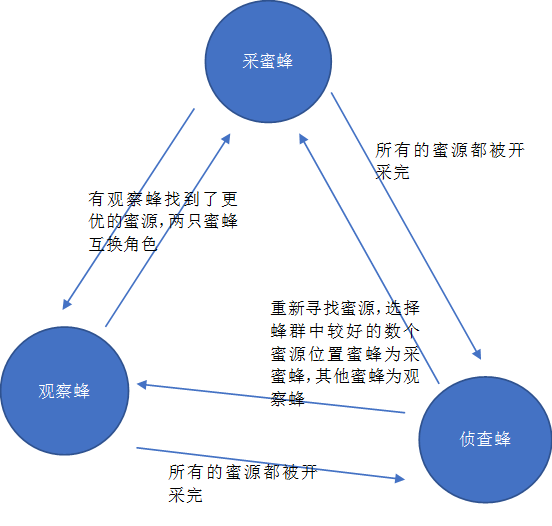 采蜜蜂
所有的蜜源都被开
采完
有观察蜂找到了更
优的蜜源,两只蜜蜂
互换角色
重新寻找蜜源,选择
蜂群中较好的数个
蜜源位置蜜蜂为采
蜜蜂,其他蜜蜂为观
察蜂
观察蜂
侦查蜂
所有的蜜源都被开
采完